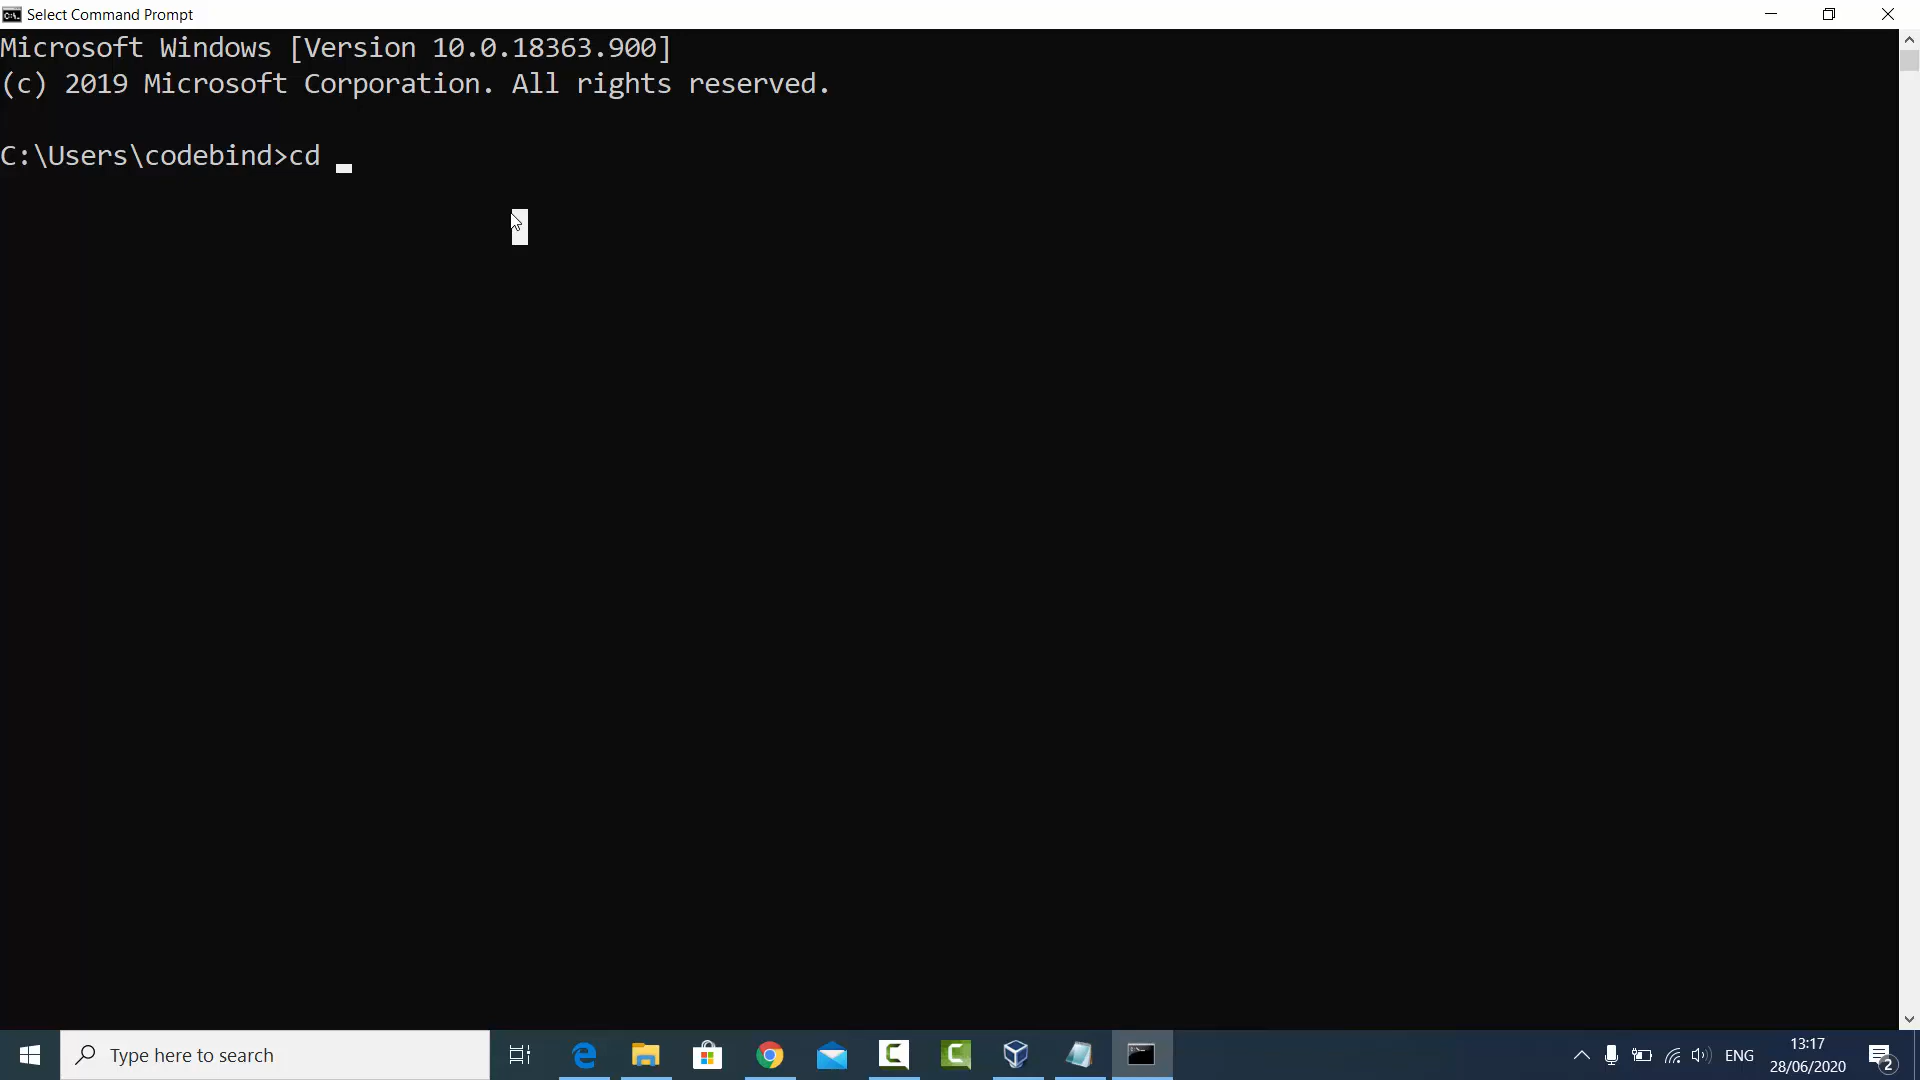 Select Command Prompt
Microsoft Windows [Version 10.0.18363.900]
(c) 2019 Microsoft Corporation. All rights reserved.
C:\Users\codebind>cd
Type here to search
ENG
13:17
28/06/2020
2